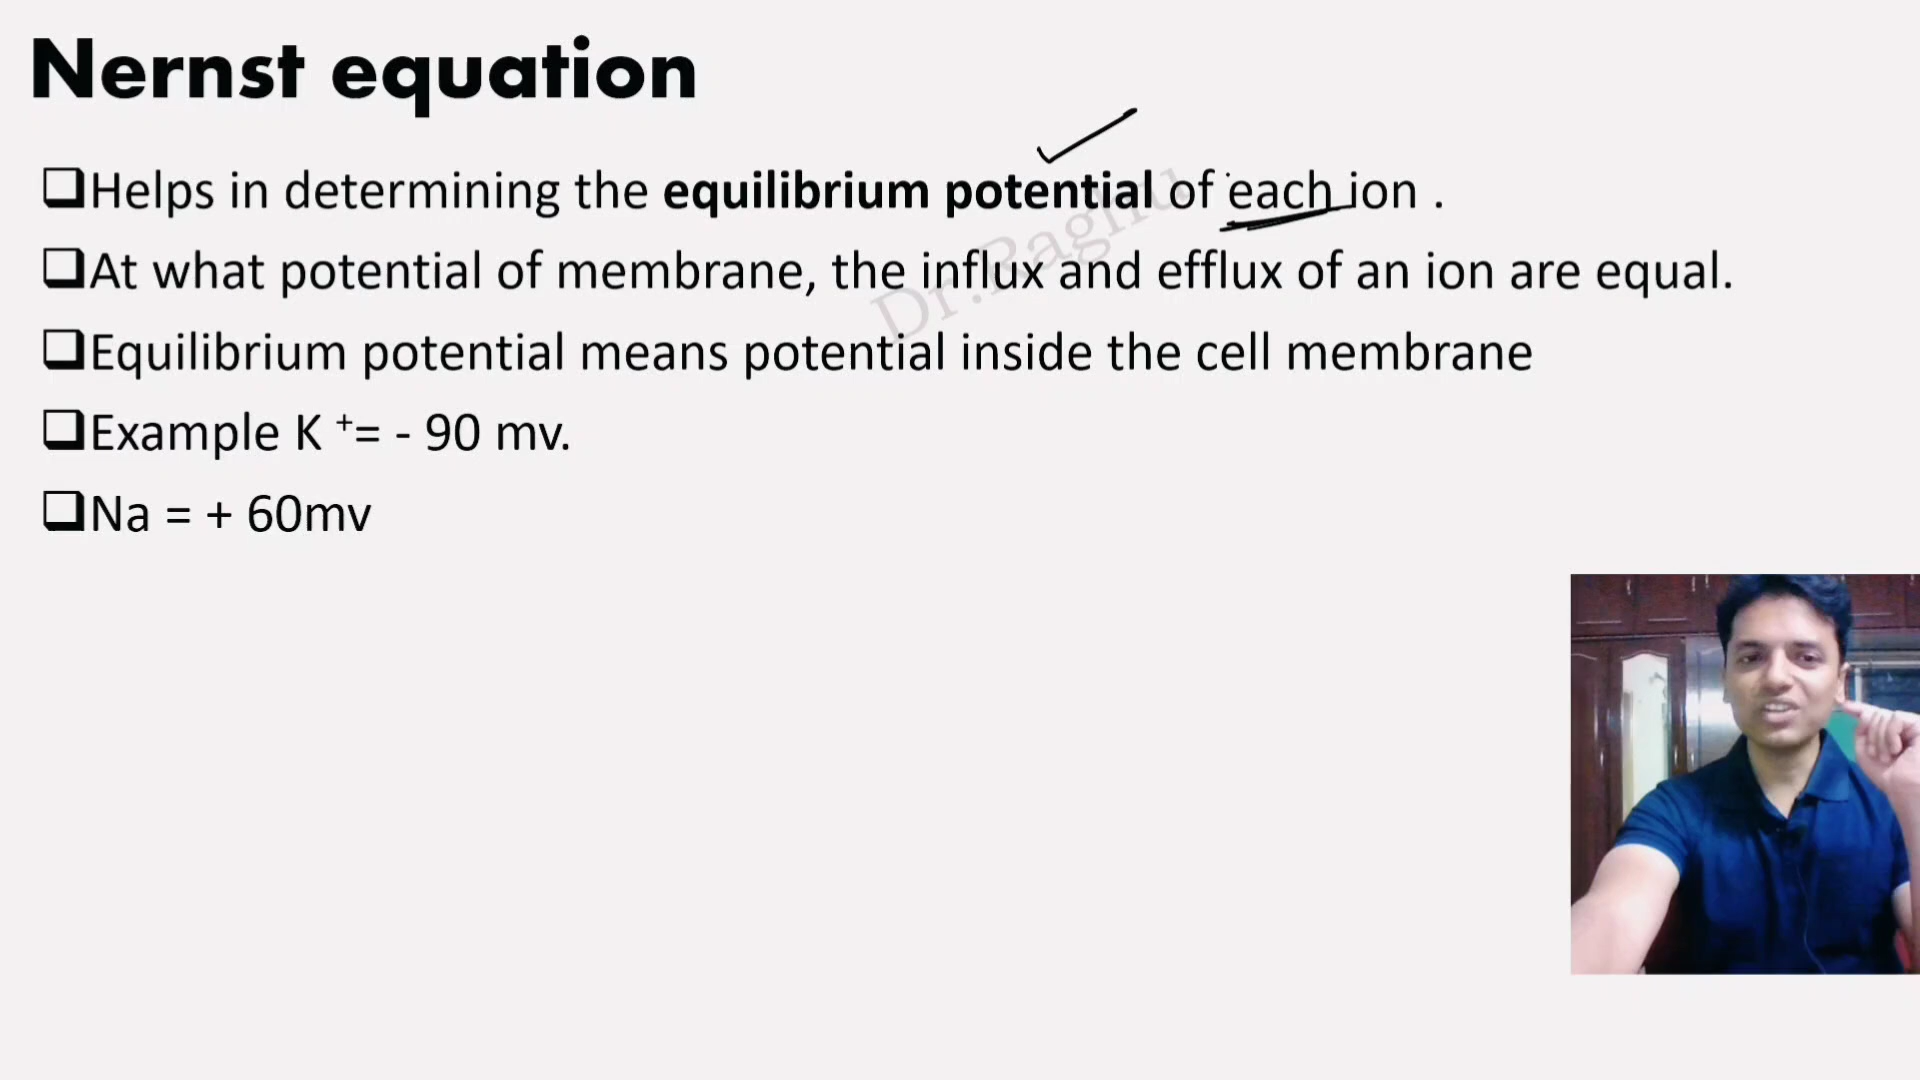 Nernst equation
❑Helps in determining the equilibrium potential of each ion .
❑At what potential of membrane, the influx and efflux of an ion are equal.
❑Equilibrium potential means potential inside the cell membrane
❑Example K ⁺= - 90 mv.
❑Na = + 60mv
Dr.Raghu